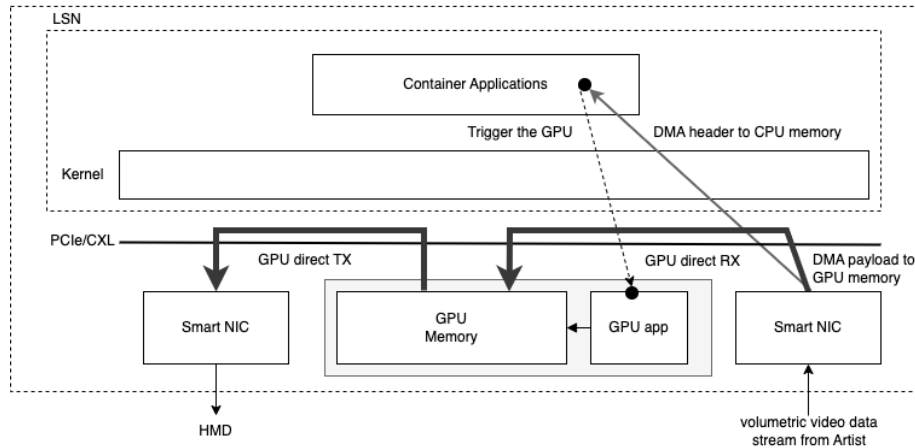 LSN
Container Applications
Trigger the GPU
DMA header to CPU memory
Kernel
PCIe/CXL
GPU direct TX
GPU direct RX
DMA payload to
GPU memory
Smart NIC
GPU
Memory
GPU app
Smart NIC
HMD
volumetric video data
stream from Artist